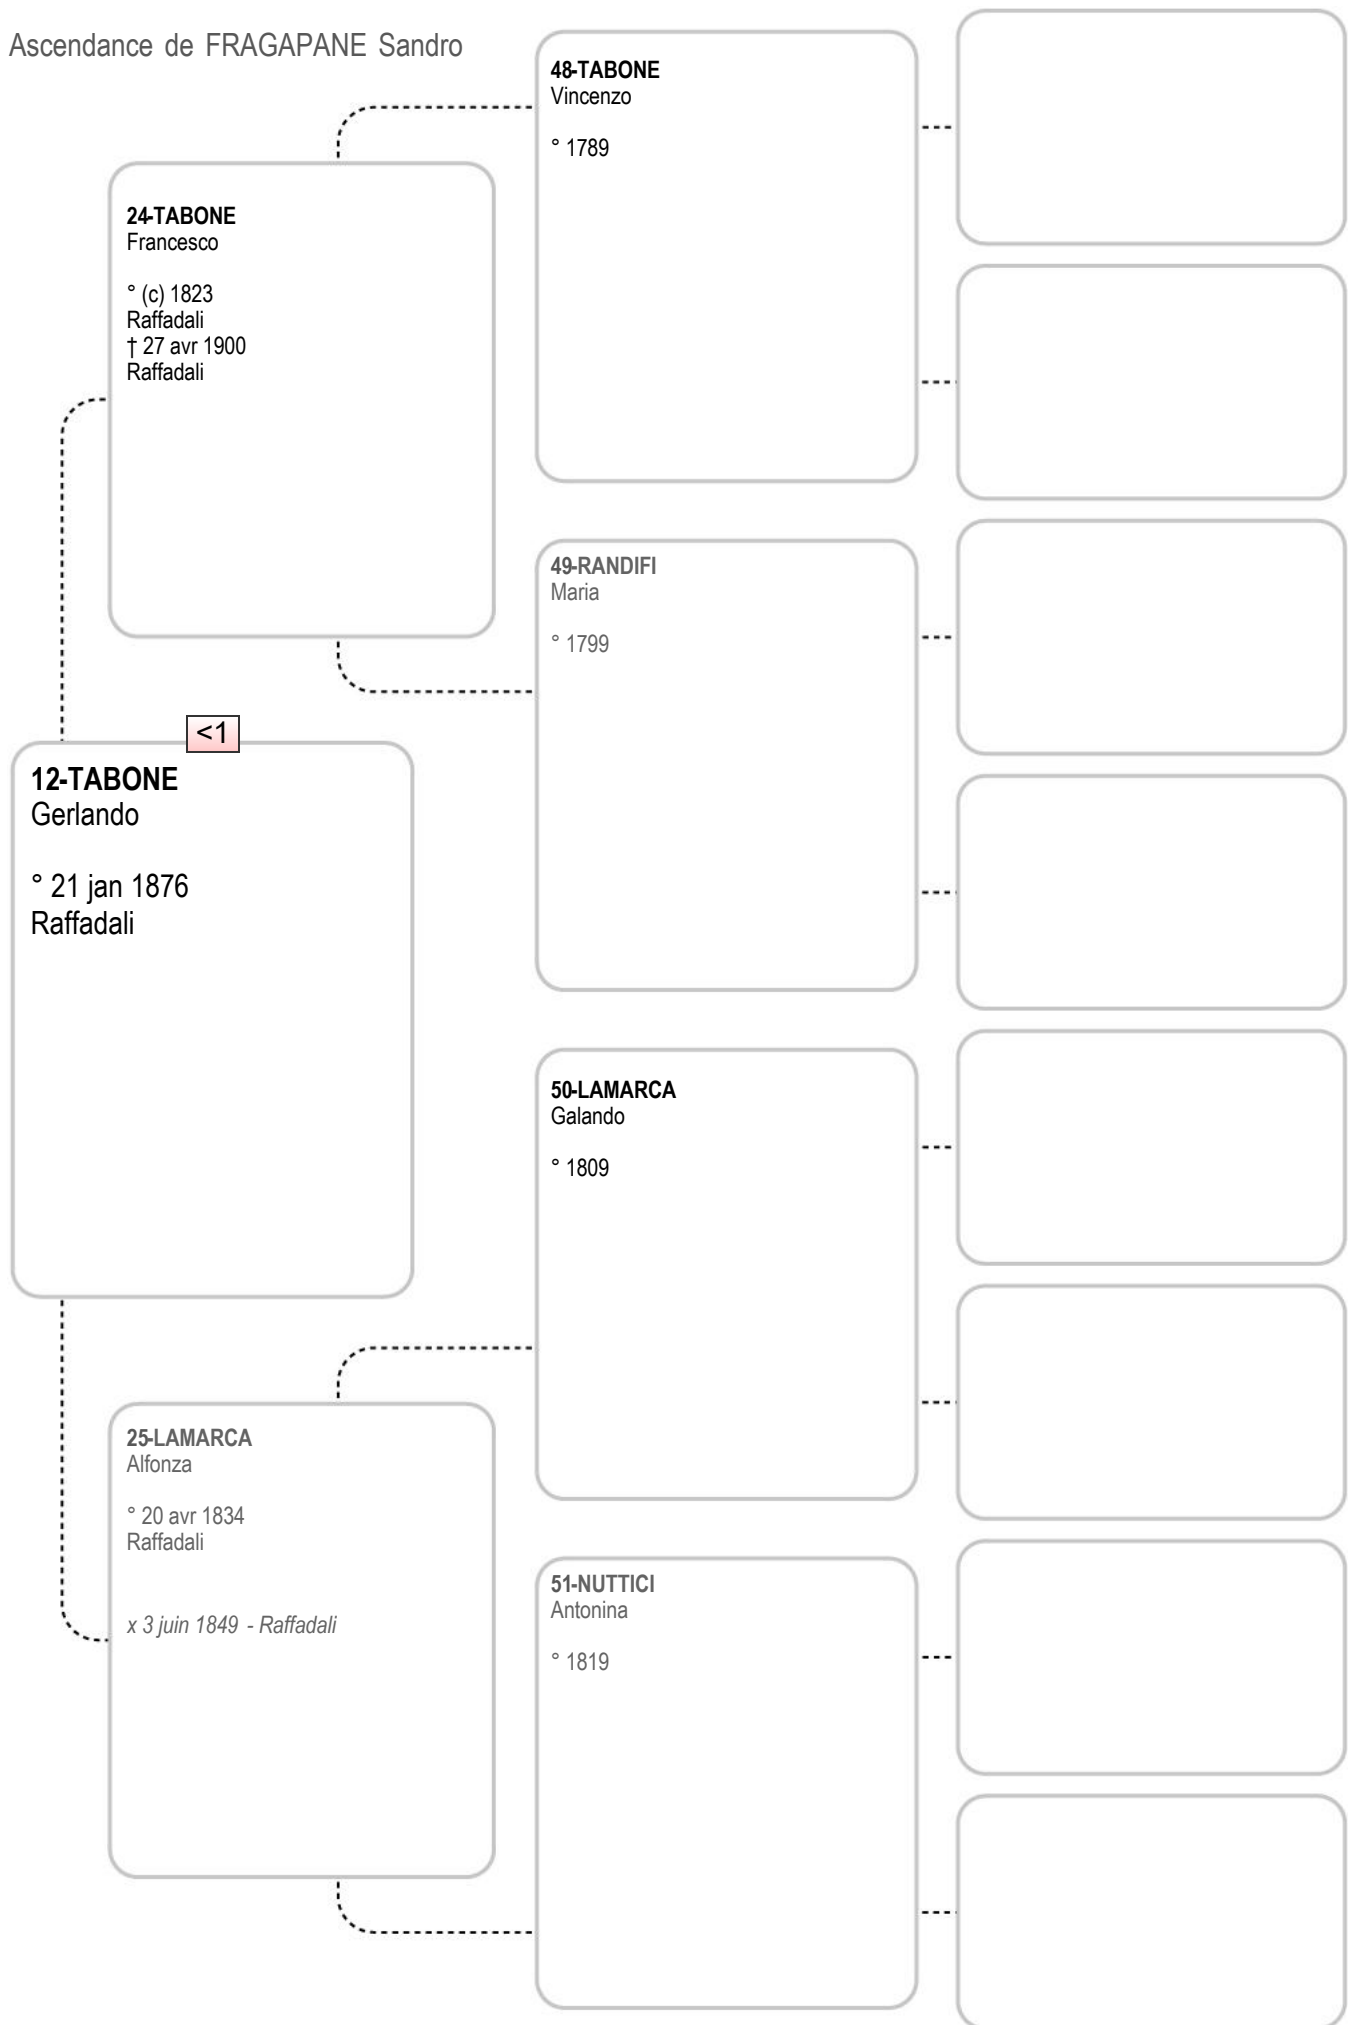 Ascendance de FRAGAPANE Sandro
48-TABONE
Vincenzo
° 1789
24-TABONE
Francesco
° (c) 1823
Raffadali
† 27 avr 1900
Raffadali
49-RANDIFI
Maria
° 1799
<1
12-TABONE
Gerlando
° 21 jan 1876
Raffadali
50-LAMARCA
Galando
° 1809
25-LAMARCA
Alfonza
° 20 avr 1834
Raffadali
x 3 juin 1849 - Raffadali
51-NUTTICI
Antonina
° 1819